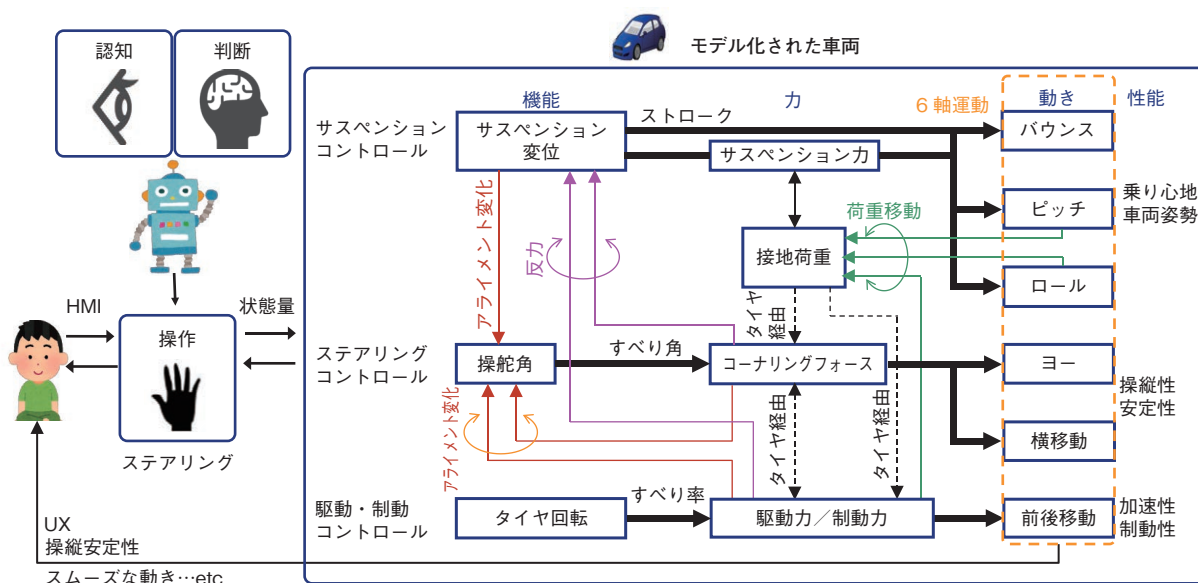 認知
判断
モデル化された車両
機能
力
6軸運動
動き
性能
サスペンション
コントロール
サスペンション
変位
ストローク
サスペンション力
バウンス
ピッチ
ロール
乗り心地
車両姿勢
アライメント変化
反力
荷重移動
接地荷重
タイヤ
経由
HMI
状態量
操作
ステアリング
ステアリング
コントロール
操舵角
すべり角
コーナリングフォース
ヨー
横移動
操縦性
安定性
アライメント変化
タイヤ経由
タイヤ経由
駆動・制動
コントロール
タイヤ回転
すべり率
駆動力/制動力
前後移動
加速性
制動性
UX
操縦安定性
スムーズな動き…etc